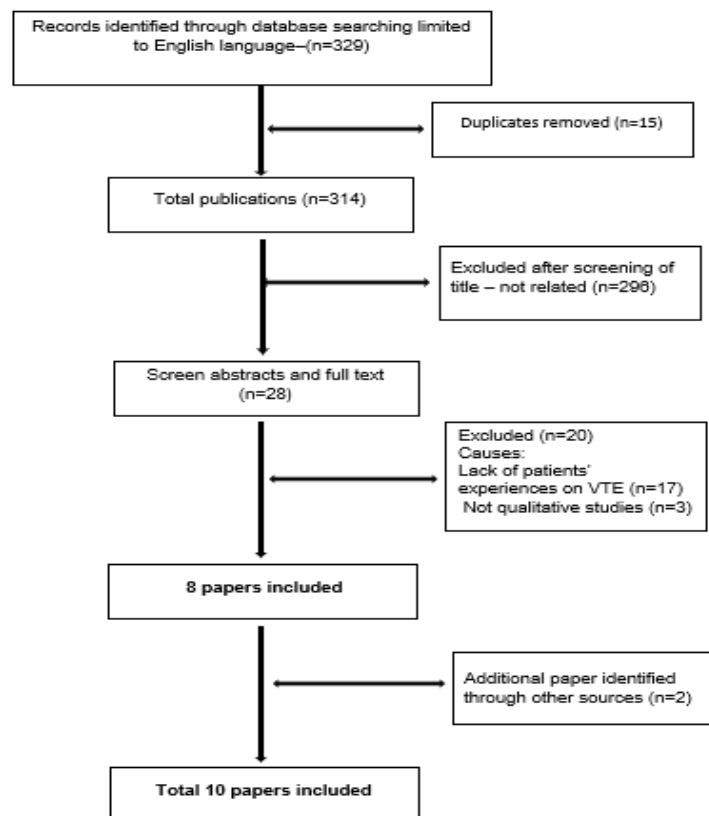 Records identified through database searching limited
to English language–(n=329)
Duplicates removed (n=15)
Total publications (n=314)
Excluded after screening of
title – not related (n=296)
Screen abstracts and full text
(n=28)
Excluded (n=20)
Causes:
Lack of patients'
experiences on VTE (n=17)
Not qualitative studies (n=3)
8 papers included
Additional paper identified
through other sources (n=2)
Total 10 papers included